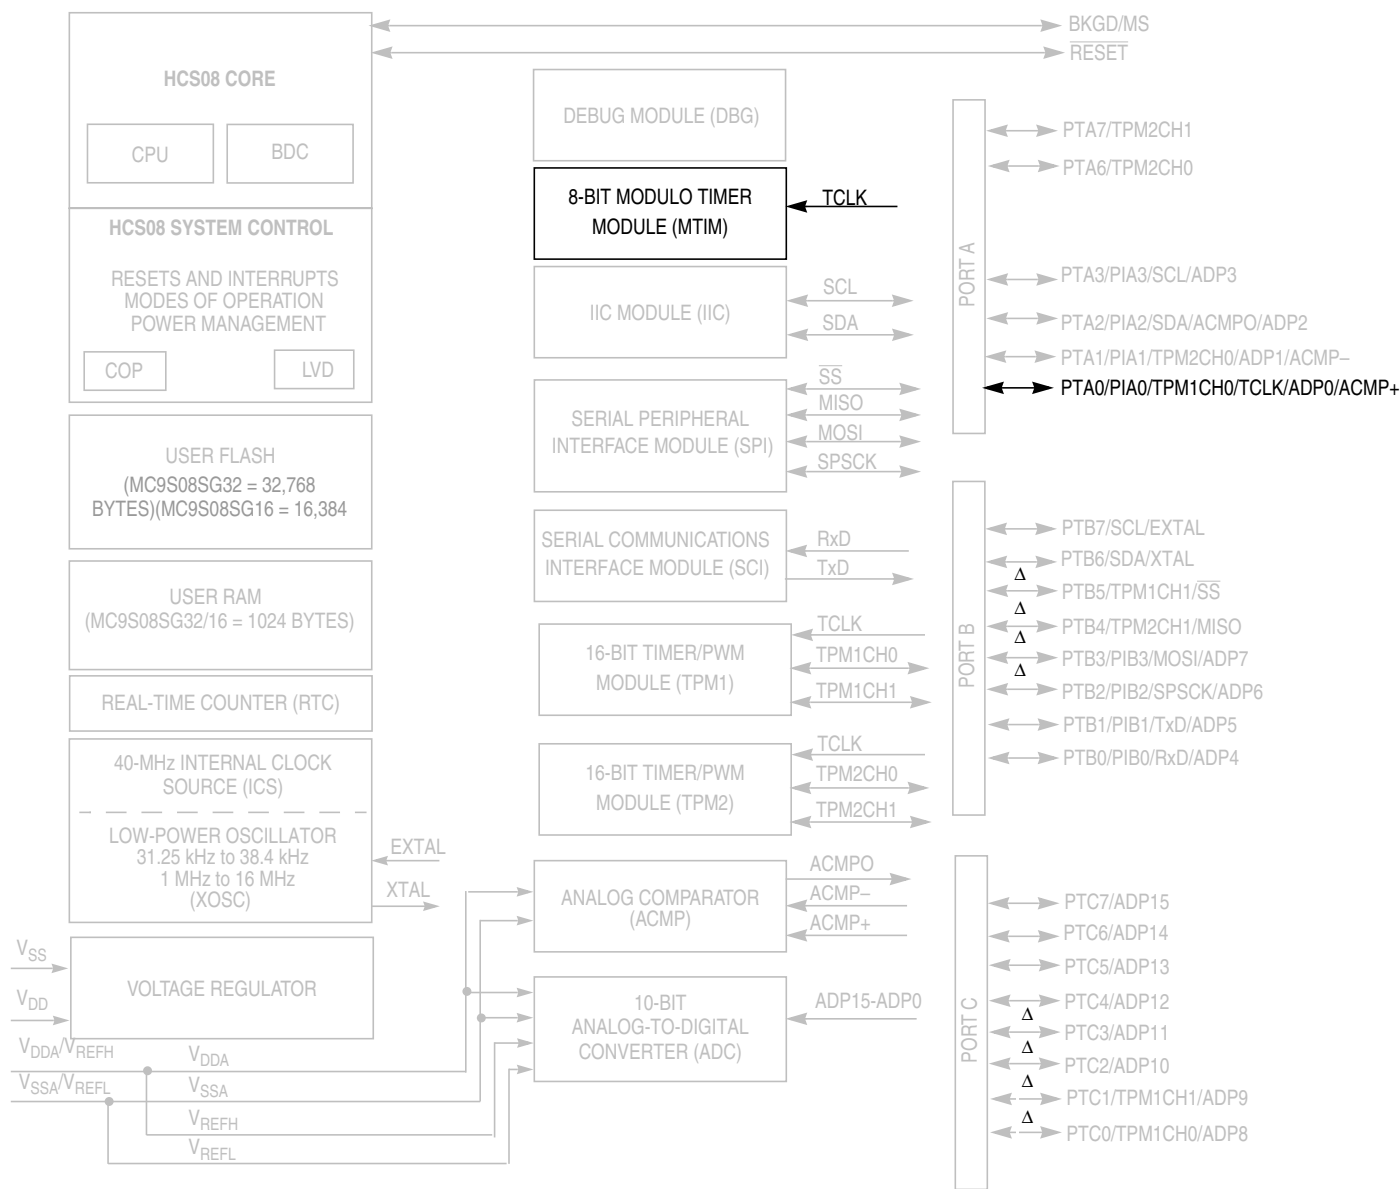 BKGD/MS
RESET
HCS08 CORE
CPU
BDC
HCS08 SYSTEM CONTROL
RESETS AND INTERRUPTS
MODES OF OPERATION
POWER MANAGEMENT
COP
LVD
USER FLASH
(MC9S08SG32 = 32,768
BYTES)(MC9S08SG16 = 16,384
USER RAM
(MC9S08SG32/16 = 1024 BYTES)
REAL-TIME COUNTER (RTC)
40-MHz INTERNAL CLOCK
SOURCE (ICS)
LOW-POWER OSCILLATOR
31.25 kHz to 38.4 kHz
1 MHz to 16 MHz
(XOSC)
EXTAL
XTAL
VSS
VDD
VOLTAGE REGULATOR
VDDA/VREFH
VSSA/VREFL
VDDA
VSSA
VREFH
VREFL
DEBUG MODULE (DBG)
8-BIT MODULO TIMER
MODULE (MTIM)
TCLK
IIC MODULE (IIC)
SCL
SDA
SERIAL PERIPHERAL
INTERFACE MODULE (SPI)
SS
MISO
MOSI
SPSCK
SERIAL COMMUNICATIONS
INTERFACE MODULE (SCI)
RxD
TxD
16-BIT TIMER/PWM
MODULE (TPM1)
TCLK
TPM1CH0
TPM1CH1
16-BIT TIMER/PWM
MODULE (TPM2)
TCLK
TPM2CH0
TPM2CH1
ANALOG COMPARATOR
(ACMP)
ACMPO
ACMP–
ACMP+
10-BIT
ANALOG-TO-DIGITAL
CONVERTER (ADC)
ADP15-ADP0
PORT A
PTA7/TPM2CH1
PTA6/TPM2CH0
PTA3/PIA3/SCL/ADP3
PTA2/PIA2/SDA/ACMPO/ADP2
PTA1/PIA1/TPM2CH0/ADP1/ACMP–
PTA0/PIA0/TPM1CH0/TCLK/ADP0/ACMP+
PORT B
PTB7/SCL/EXTAL
PTB6/SDA/XTAL
Δ
PTB5/TPM1CH1/SS
Δ
PTB4/TPM2CH1/MISO
Δ
PTB3/PIB3/MOSI/ADP7
Δ
PTB2/PIB2/SPSCK/ADP6
PTB1/PIB1/TxD/ADP5
PTB0/PIB0/RxD/ADP4
PORT C
PTC7/ADP15
PTC6/ADP14
PTC5/ADP13
PTC4/ADP12
Δ
PTC3/ADP11
Δ
PTC2/ADP10
Δ
PTC1/TPM1CH1/ADP9
Δ
PTC0/TPM1CH0/ADP8